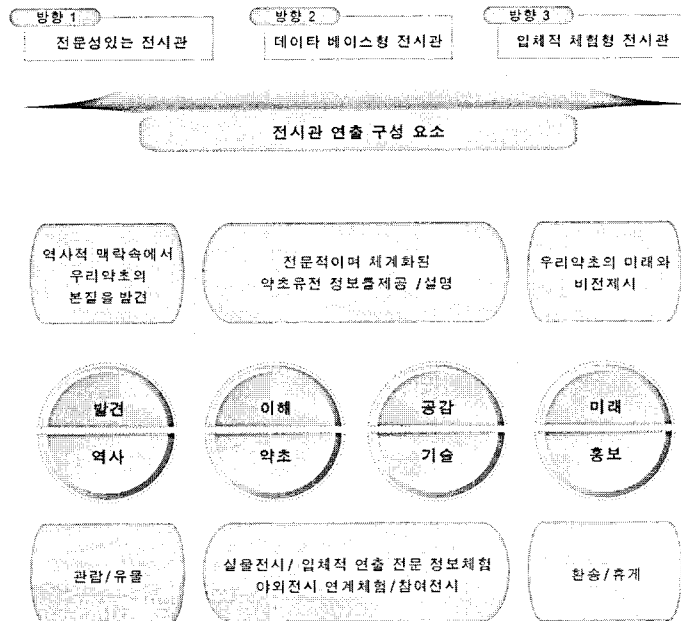 방향 1
전문성있는 전시관
방향 2
데이타 베이스형 전시관
방향 3
입체적 체험형 전시관
전시관 연출 구성 요소
역사적 맥락속에서
우리약초의
본질을 발견
전문적이며 체계화된
약초유전 정보를제공 /설명
우리약초의 미래와
비전제시
발견
역사
이해
약초
공감
기술
미래
홍보
관람/유물
실물전시/ 입체적 연출 전문 정보체험
야외전시 연계체험/참여전시
환송/휴게